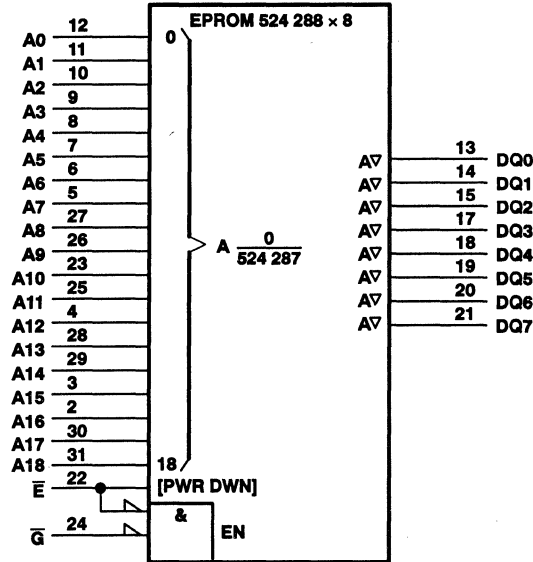 EPROM 524 288 × 8
A0 12 0
A1 11
A2 10
A3 9
A4 8
A5 7
A6 6
A7 5
A8 27
A9 26
A10 23
A11 25
A12 4
A13 28
A14 29
A15 3
A16 2
A17 30
A18 31 18
E̅ 22 [PWR DWN]
G̅ 24 & EN
A 0
524 287
A▽ 13 DQ0
A▽ 14 DQ1
A▽ 15 DQ2
A▽ 17 DQ3
A▽ 18 DQ4
A▽ 19 DQ5
A▽ 20 DQ6
A▽ 21 DQ7